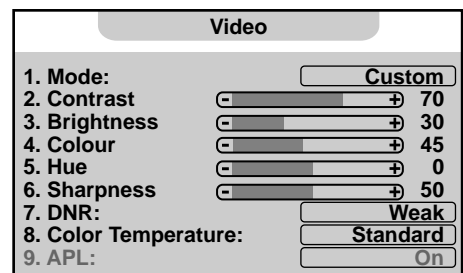 Video
1. Mode: Custom
2. Contrast - + 70
3. Brightness - + 30
4. Colour - + 45
5. Hue - + 0
6. Sharpness - + 50
7. DNR: Weak
8. Color Temperature: Standard
9. APL: On